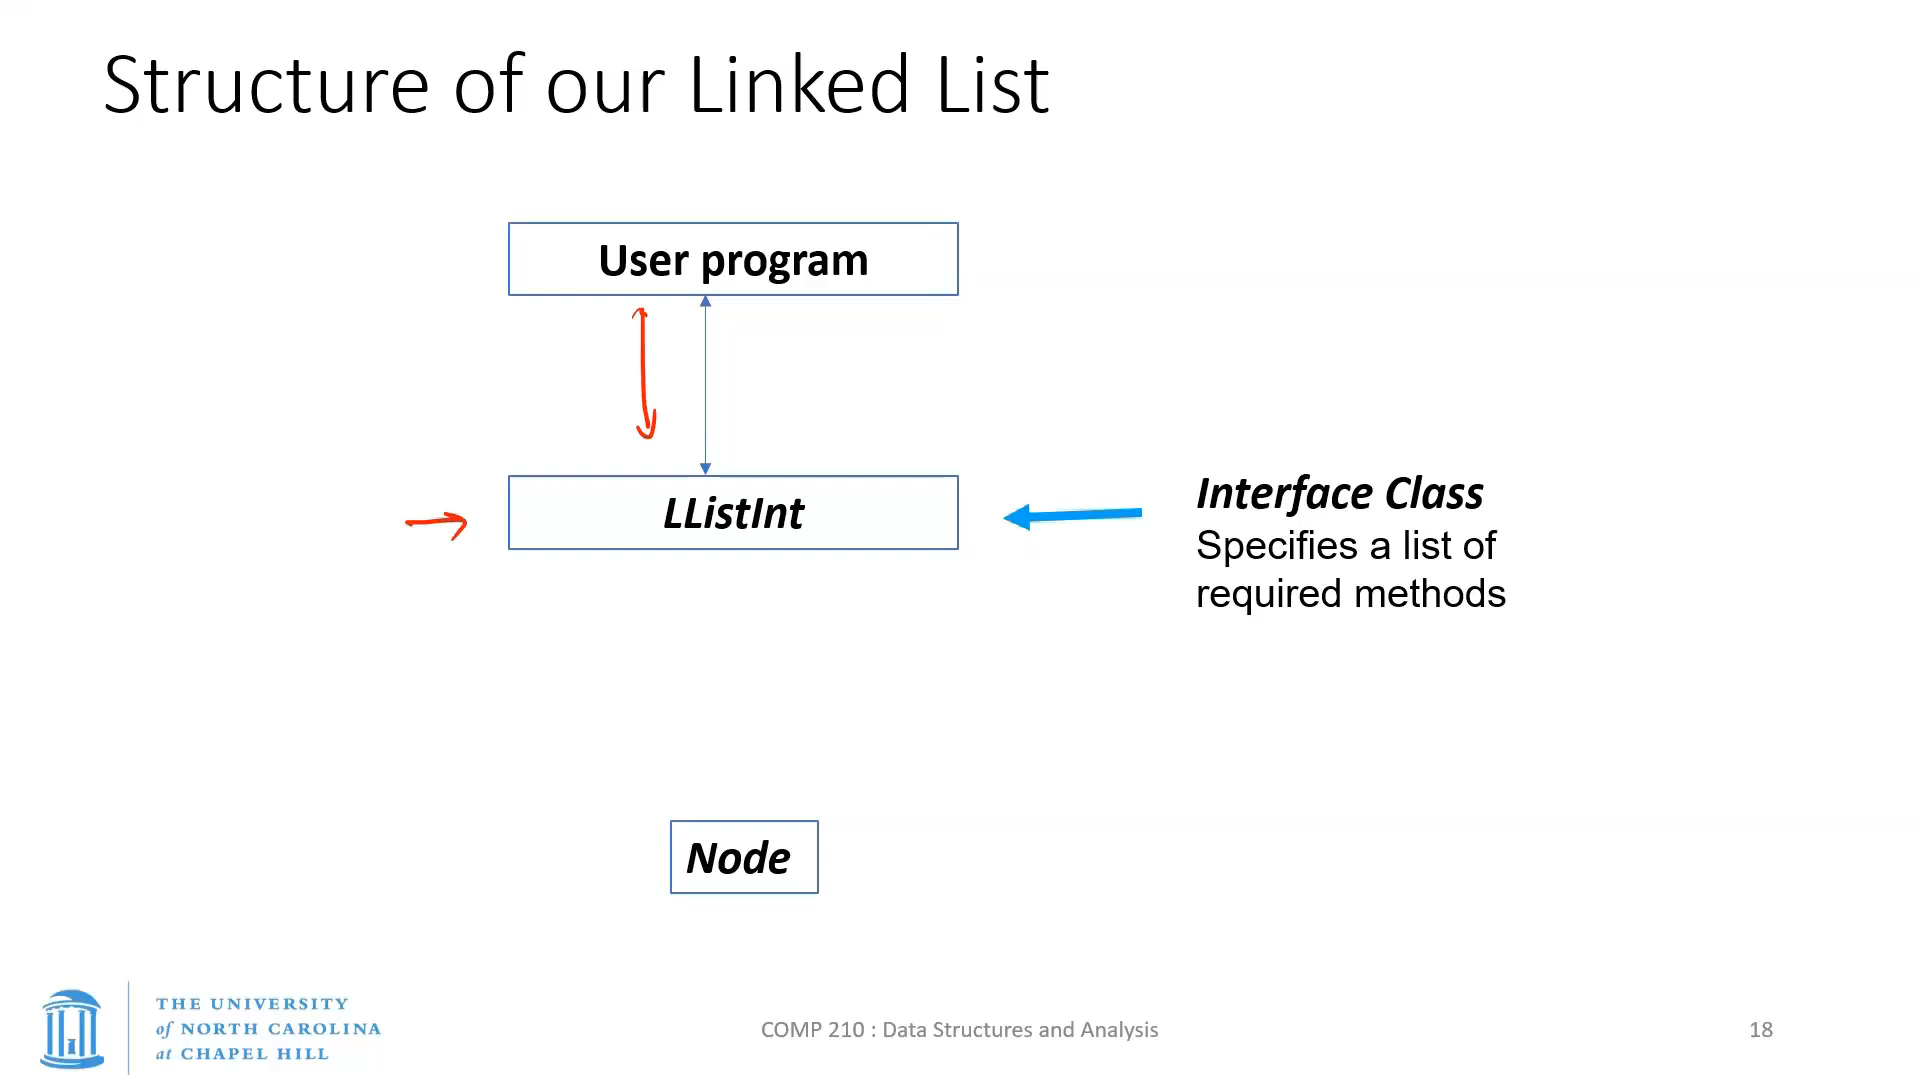 Structure of our Linked List
User program
LListInt
Interface Class
Specifies a list of
required methods
Node
THE UNIVERSITY
of NORTH CAROLINA
at CHAPEL HILL
COMP 210 : Data Structures and Analysis
18